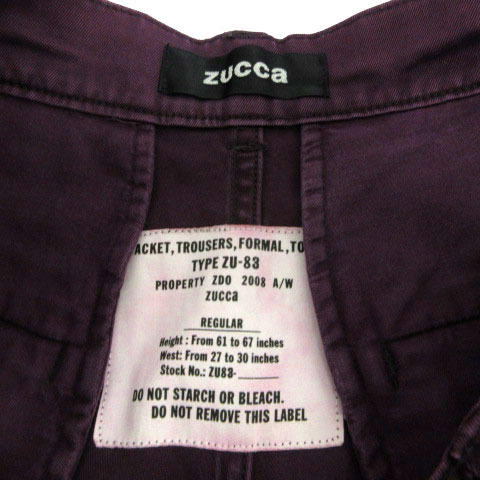 zucca
ACKET, TROUSERS, FORMAL, TO
TYPE ZU-83
PROPERTY ZDO 2008 A/W
zucca
REGULAR
Height : From 61 to 67 inches
West: From 27 to 30 inches
Stock No.: ZU83-
DO NOT STARCH OR BLEACH.
DO NOT REMOVE THIS LABEL